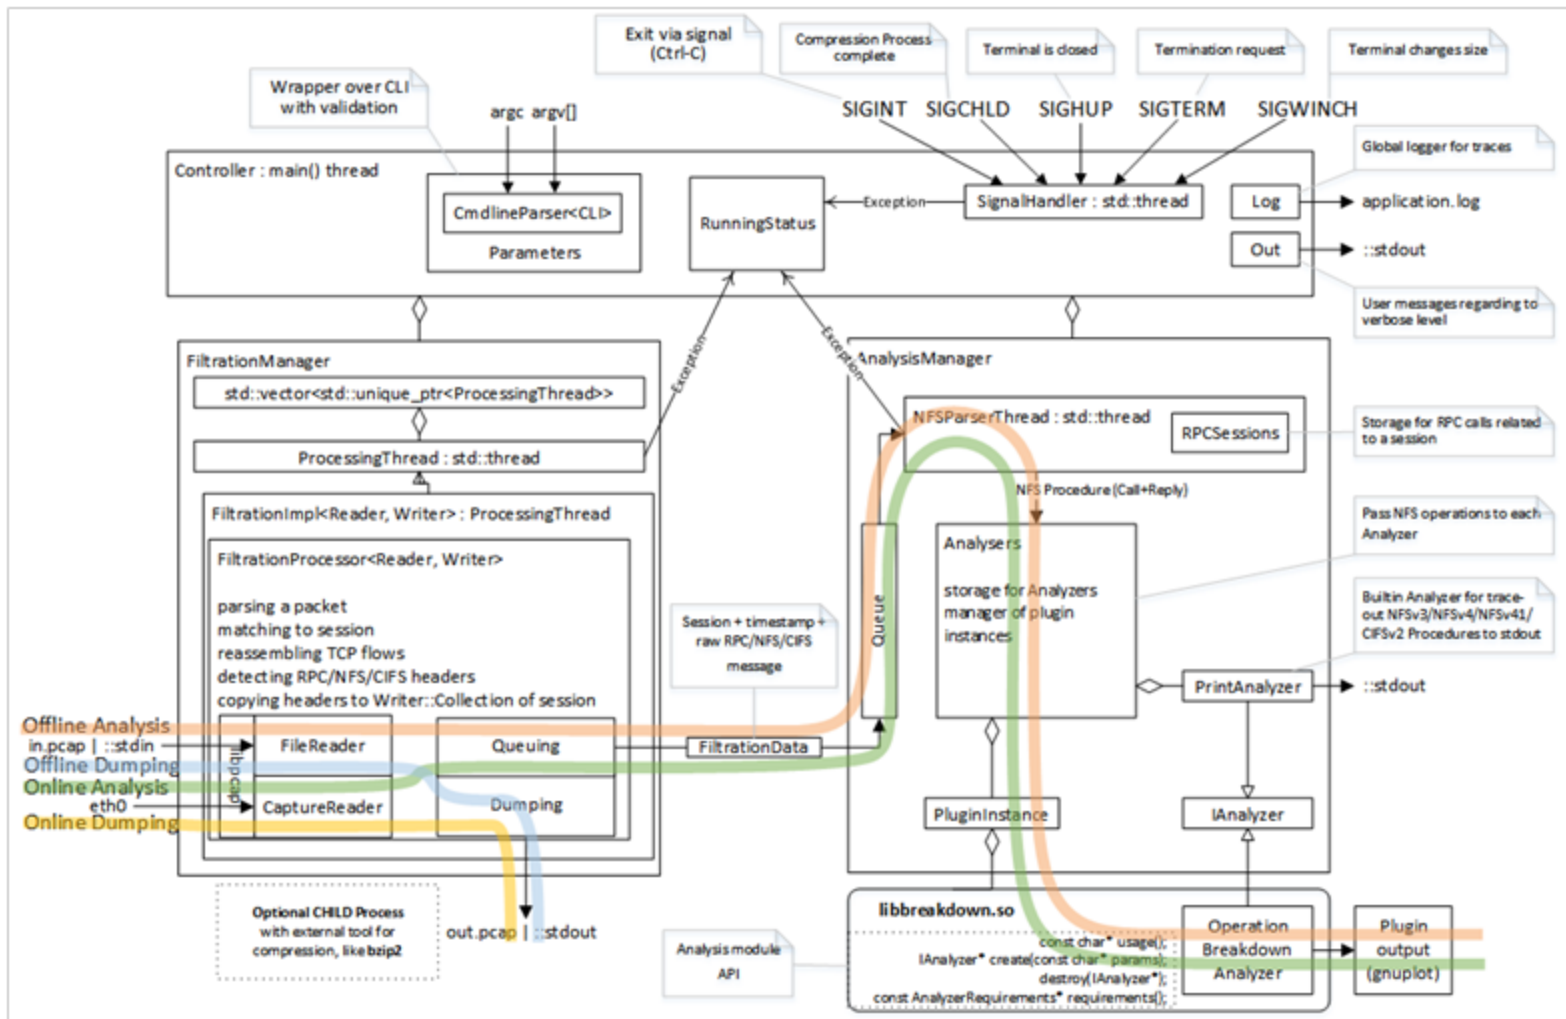 Exit via signal
(Ctrl-C)
Compression Process
complete
Terminal is closed
Termination request
Terminal changes size
Wrapper over CLI
with validation
argc argv[]
SIGINT
SIGCHLD
SIGHUP
SIGTERM
SIGWINCH
Global logger for traces
Controller : main() thread
CmdlineParser<CLI>
Parameters
RunningStatus
Exception
SignalHandler : std::thread
Log
application.log
Out
::stdout
User messages regarding to
verbose level
FiltrationManager
std::vector<std::unique_ptr<ProcessingThread>>
ProcessingThread : std::thread
Exception
Exception
AnalysisManager
NFSParserThread : std::thread
RPCSessions
Storage for RPC calls related
to a session
NFS Procedure (Call+Reply)
FiltrationImpl<Reader, Writer> : ProcessingThread
FiltrationProcessor<Reader, Writer>
parsing a packet
matching to session
reassembling TCP flows
detecting RPC/NFS/CIFS headers
copying headers to Writer::Collection of session
Queue
Analysers
storage for Analyzers
manager of plugin
instances
Pass NFS operations to each
Analyzer
Builtin Analyzer for trace-
out NFSv3/NFSv4/NFSv41/
CIFSv2 Procedures to stdout
Session + timestamp +
raw RPC/NFS/CIFS
message
PrintAnalyzer
::stdout
Offline Analysis
in.pcap | ::stdin
Offline Dumping
Online Analysis
eth0
Online Dumping
libpcap
FileReader
CaptureReader
Queuing
Dumping
FiltrationData
PluginInstance
IAnalyzer
Optional CHILD Process
with external tool for
compression, like bzip2
out.pcap | ::stdout
Analysis module
API
libbreakdown.so
const char* usage();
IAnalyzer* create(const char* params);
destroy(IAnalyzer*);
const AnalyzerRequirements* requirements();
Operation
Breakdown
Analyzer
Plugin
output
(gnuplot)